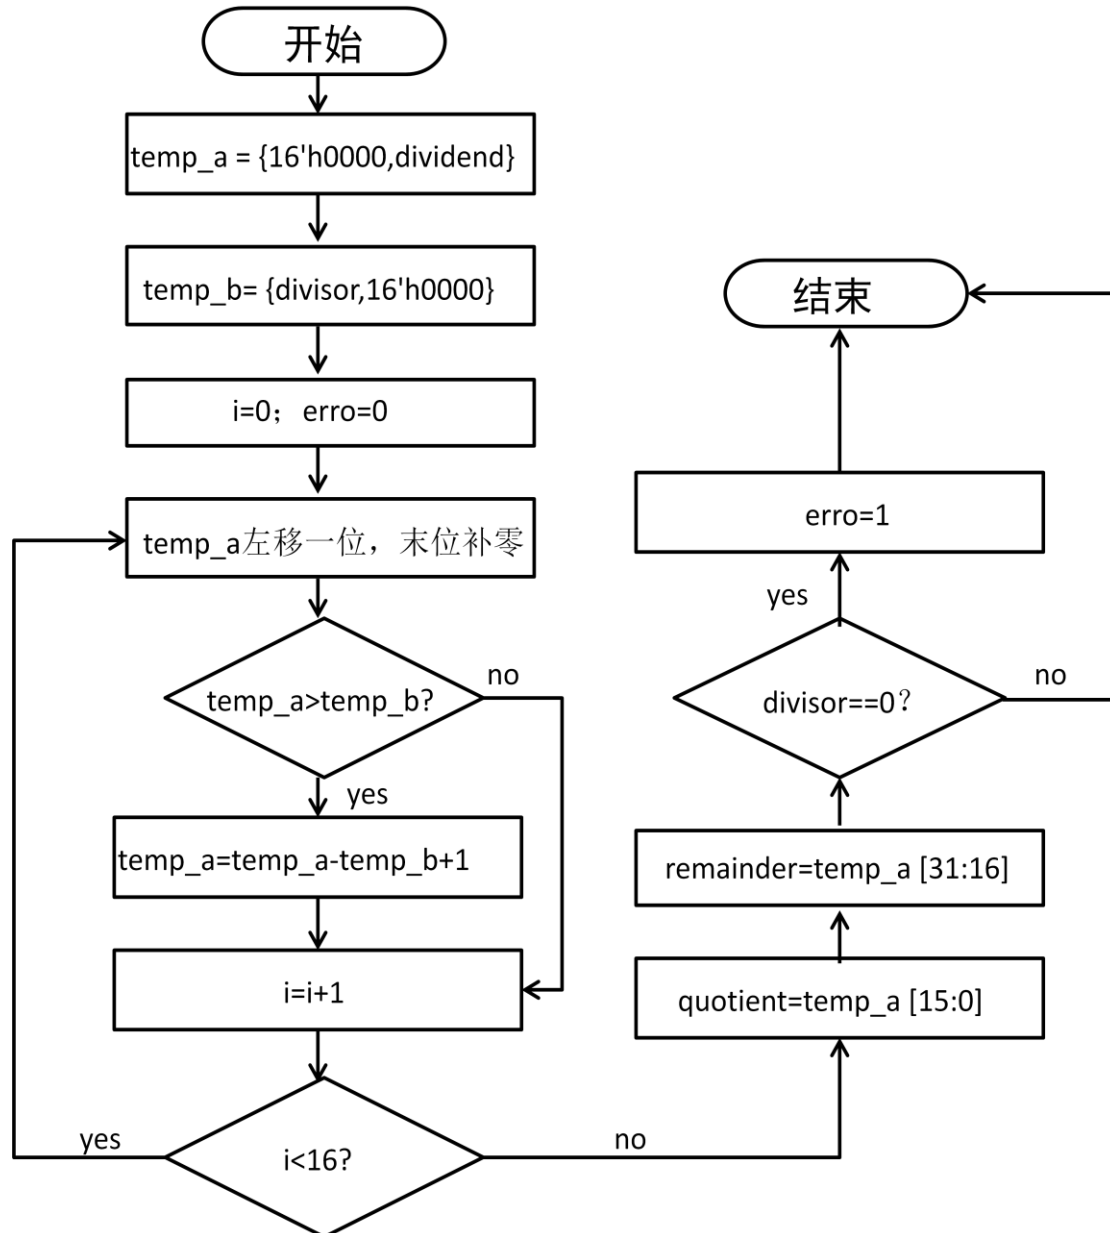 开始
temp_a = {16'h0000,dividend}
temp_b= {divisor,16'h0000}
i=0；erro=0
temp_a左移一位，末位补零
temp_a>temp_b?
no
yes
temp_a=temp_a-temp_b+1
i=i+1
i<16?
yes
no
quotient=temp_a [15:0]
remainder=temp_a [31:16]
divisor==0？
no
yes
erro=1
结束